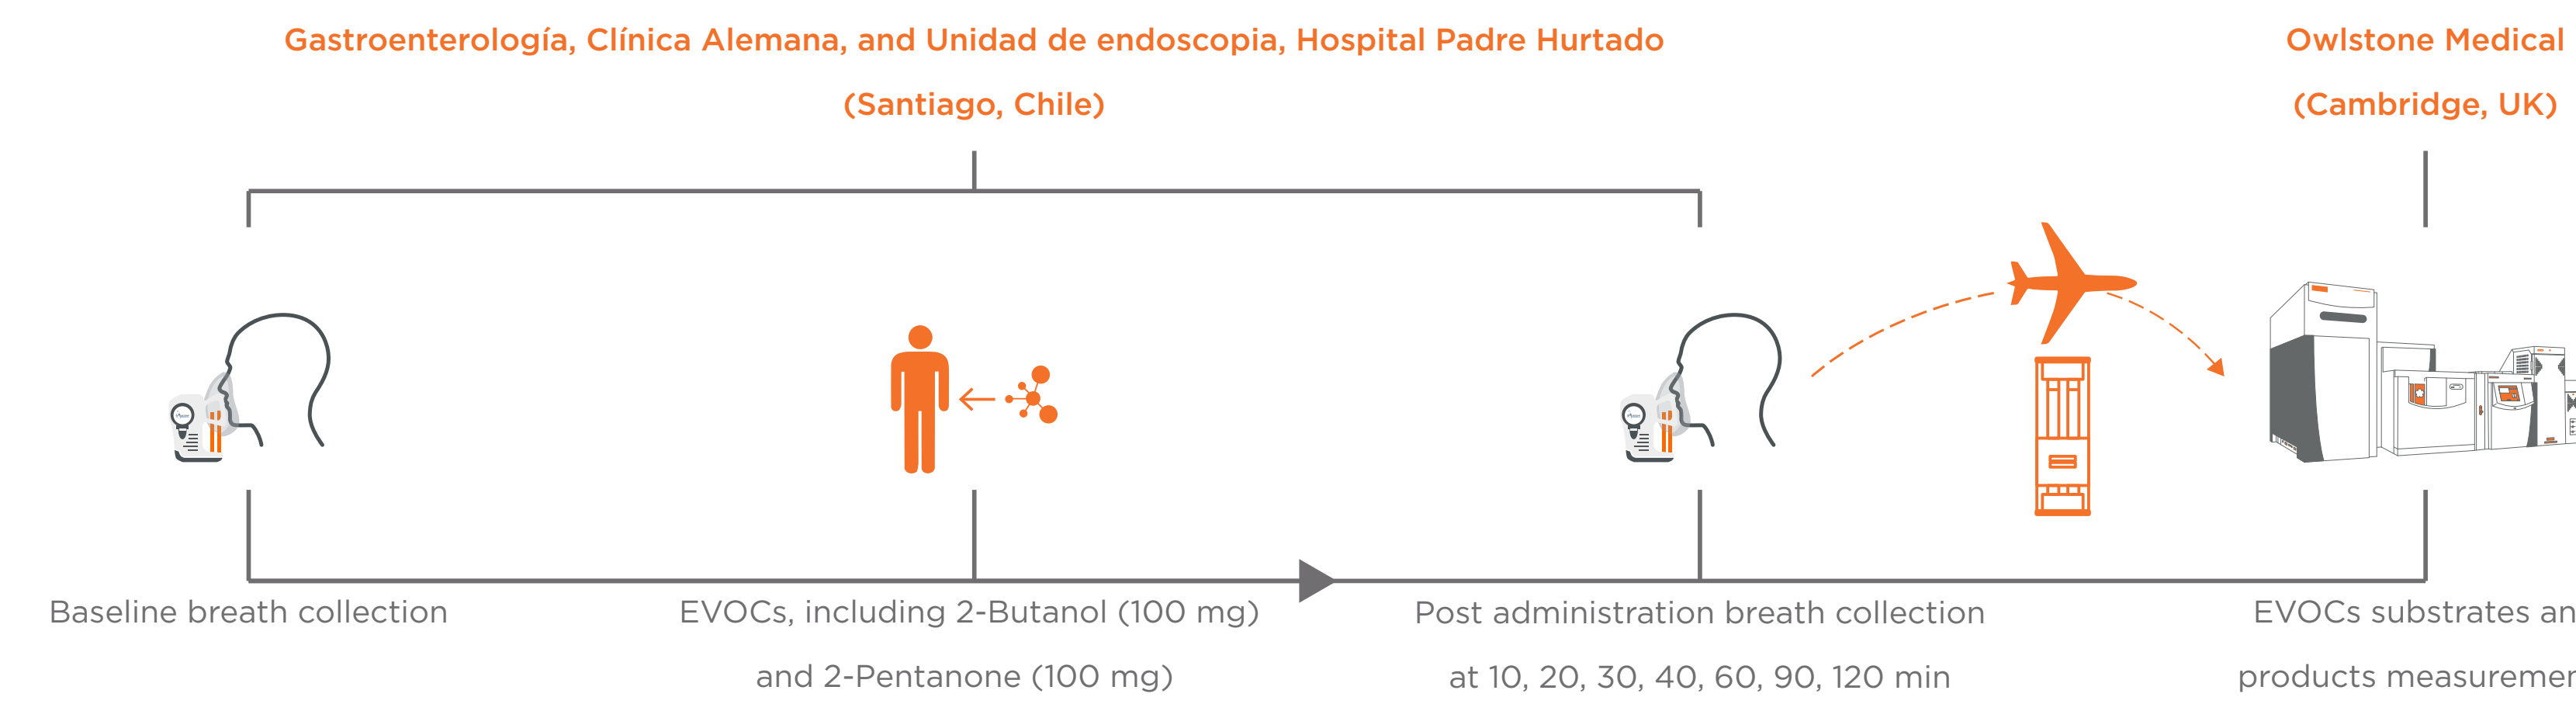 Gastroenterología, Clínica Alemana, and Unidad de endoscopia, Hospital Padre Hurtado
(Santiago, Chile)
Owlstone Medical
(Cambridge, UK)
Baseline breath collection
EVOCs, including 2-Butanol (100 mg)
and 2-Pentanone (100 mg)
Post administration breath collection
at 10, 20, 30, 40, 60, 90, 120 min
EVOCs substrates an
products measuremen